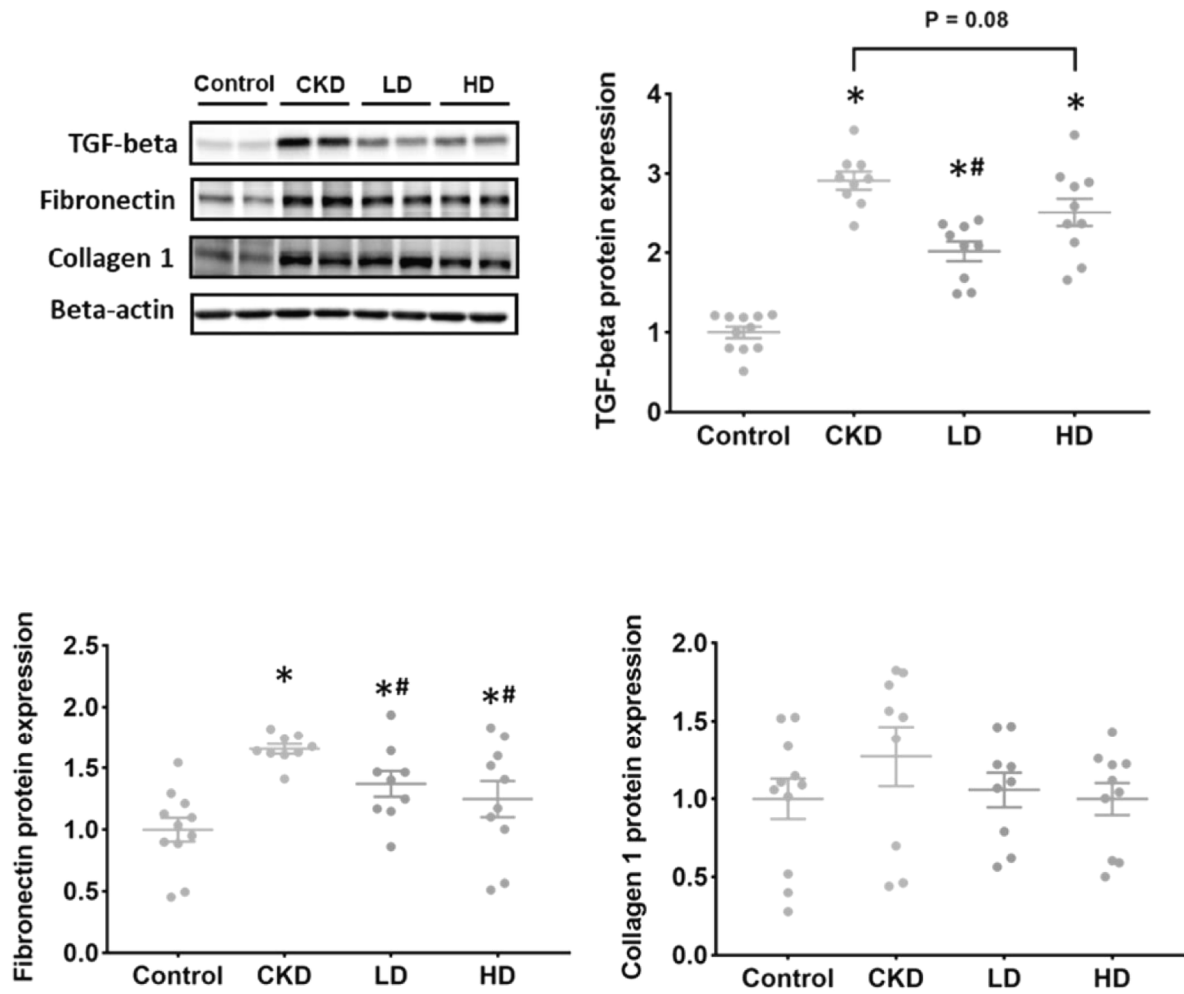 P = 0.08
Control CKD LD HD
TGF-beta
Fibronectin
Collagen 1
Beta-actin
TGF-beta protein expression
4
3
2
1
0
*
*#
*
Control CKD LD HD
Fibronectin protein expression
2.5
2.0
1.5
1.0
0.5
0.0
*
*#
*#
Control CKD LD HD
Collagen 1 protein expression
2.0
1.5
1.0
0.5
0.0
Control CKD LD HD